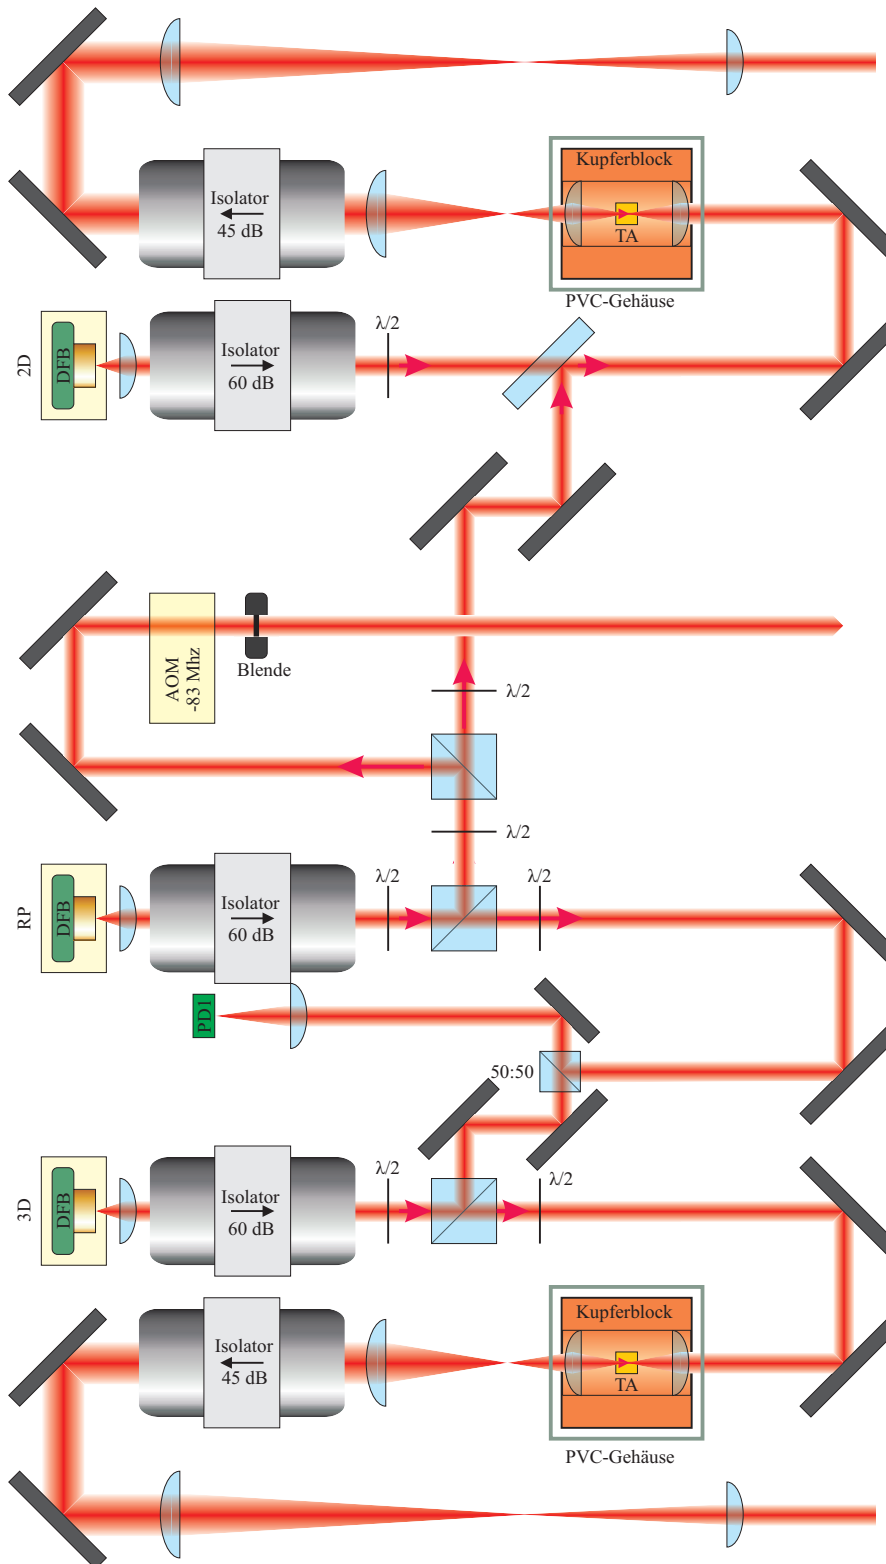 Kupferblock
Isolator
45 dB
TA
PVC-Gehäuse
2D
DFB
Isolator
60 dB
λ/2
AOM
-83 Mhz
Blende
λ/2
λ/2
RP
DFB
Isolator
60 dB
λ/2
λ/2
PD1
50:50
3D
DFB
Isolator
60 dB
λ/2
λ/2
Kupferblock
Isolator
45 dB
TA
PVC-Gehäuse